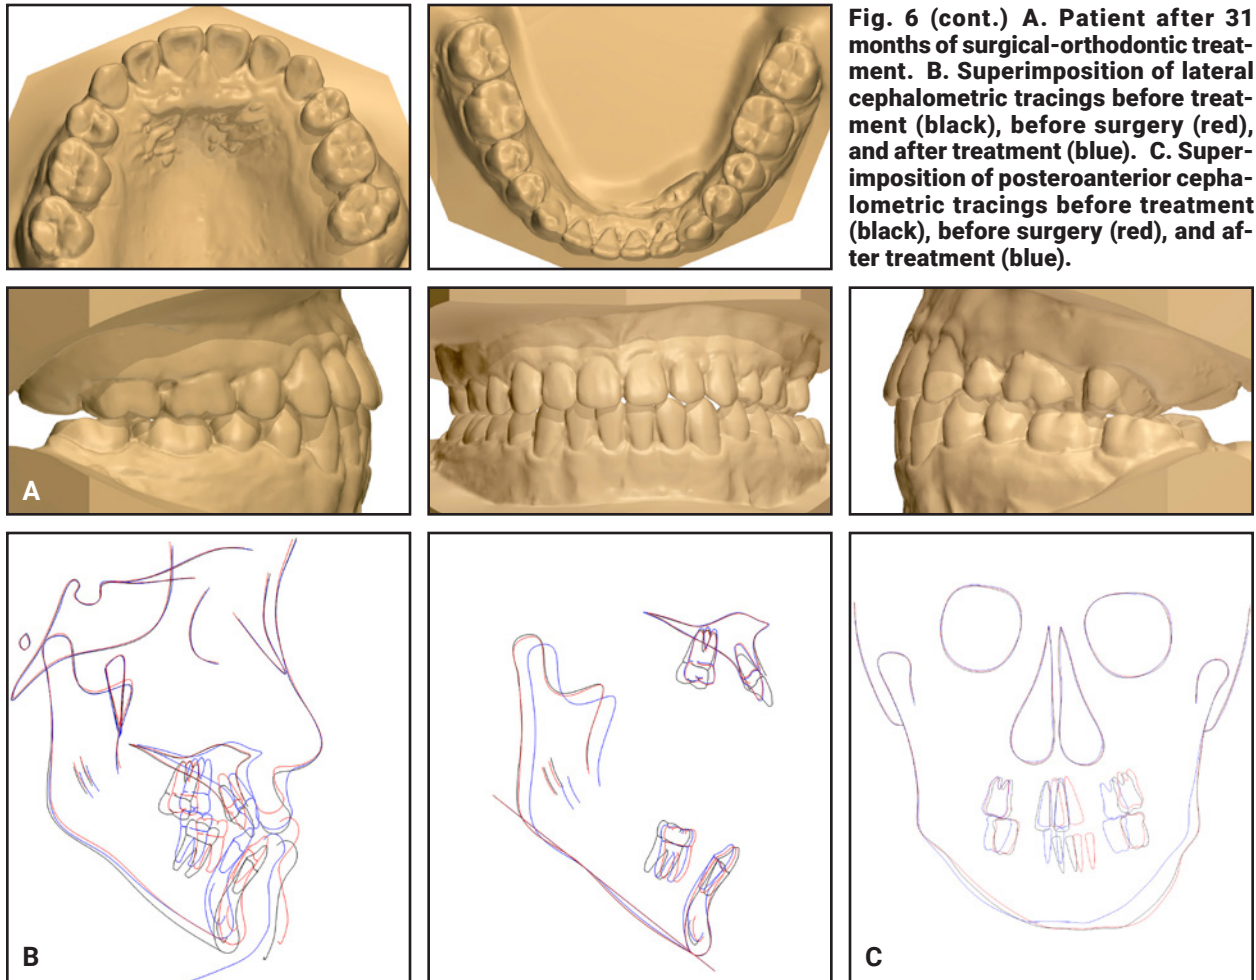 Fig. 6 (cont.) A. Patient after 31
months of surgical-orthodontic treat-
ment. B. Superimposition of lateral
cephalometric tracings before treat-
ment (black), before surgery (red),
and after treatment (blue). C. Super-
imposition of posteroanterior cepha-
lometric tracings before treatment
(black), before surgery (red), and af-
ter treatment (blue).
A
B
C